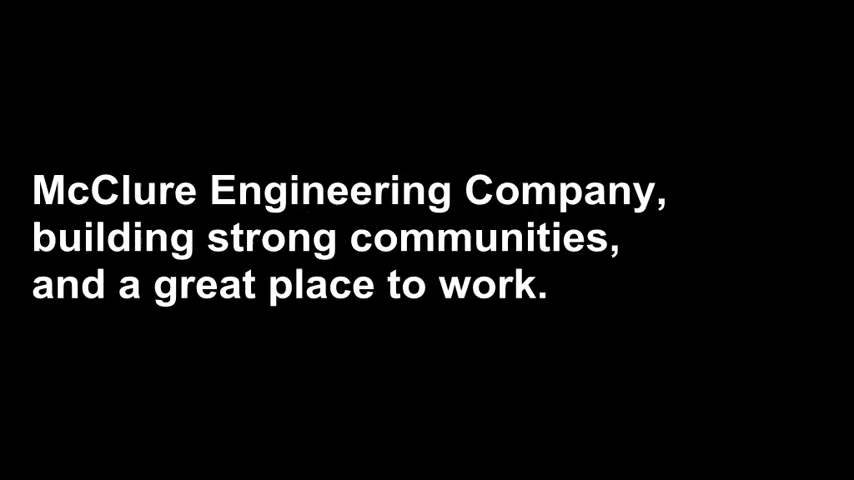 McClure Engineering Company,
building strong communities,
and a great place to work.